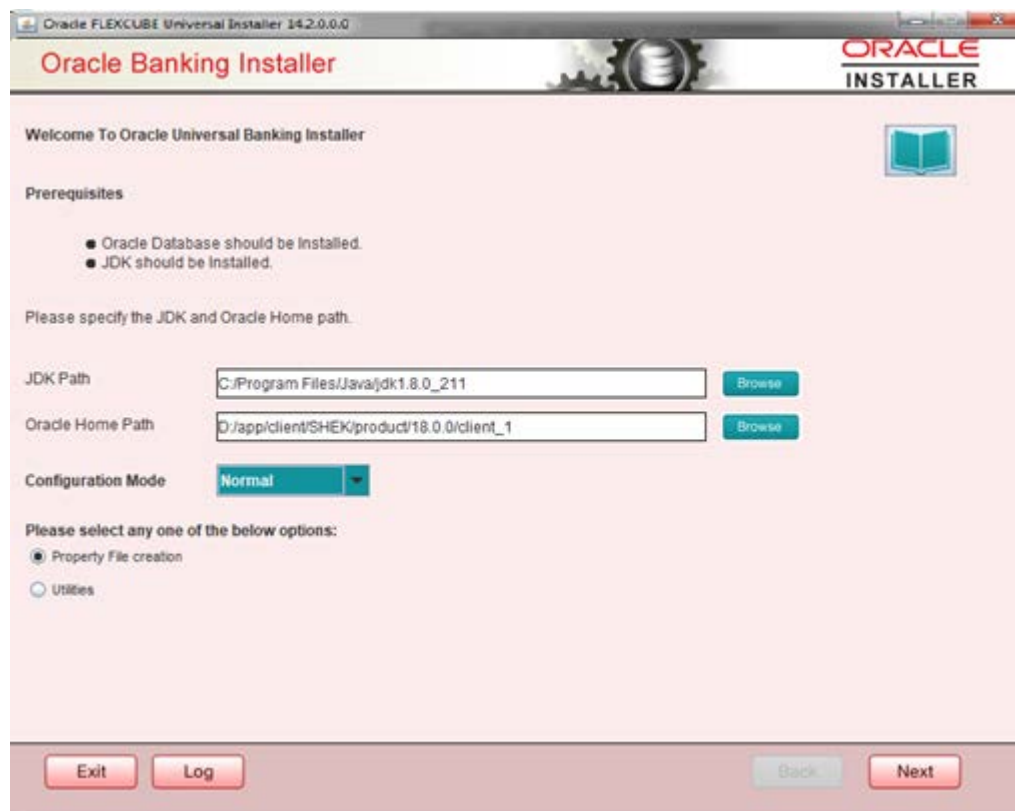 Oracle FLEXCUBE Universal Installer 14.2.0.0.0
Oracle Banking Installer
ORACLE
INSTALLER
Welcome To Oracle Universal Banking Installer
Prerequisites
Oracle Database should be Installed.
JDK should be Installed.
Please specify the JDK and Oracle Home path.
JDK Path
C:/Program Files/Java/jdk1.8.0_211
Browse
Oracle Home Path
D:/app/client/SHEK/product/18.0.0/client_1
Browse
Configuration Mode
Normal
Please select any one of the below options:
Property File creation
Utilities
Exit
Log
Back
Next